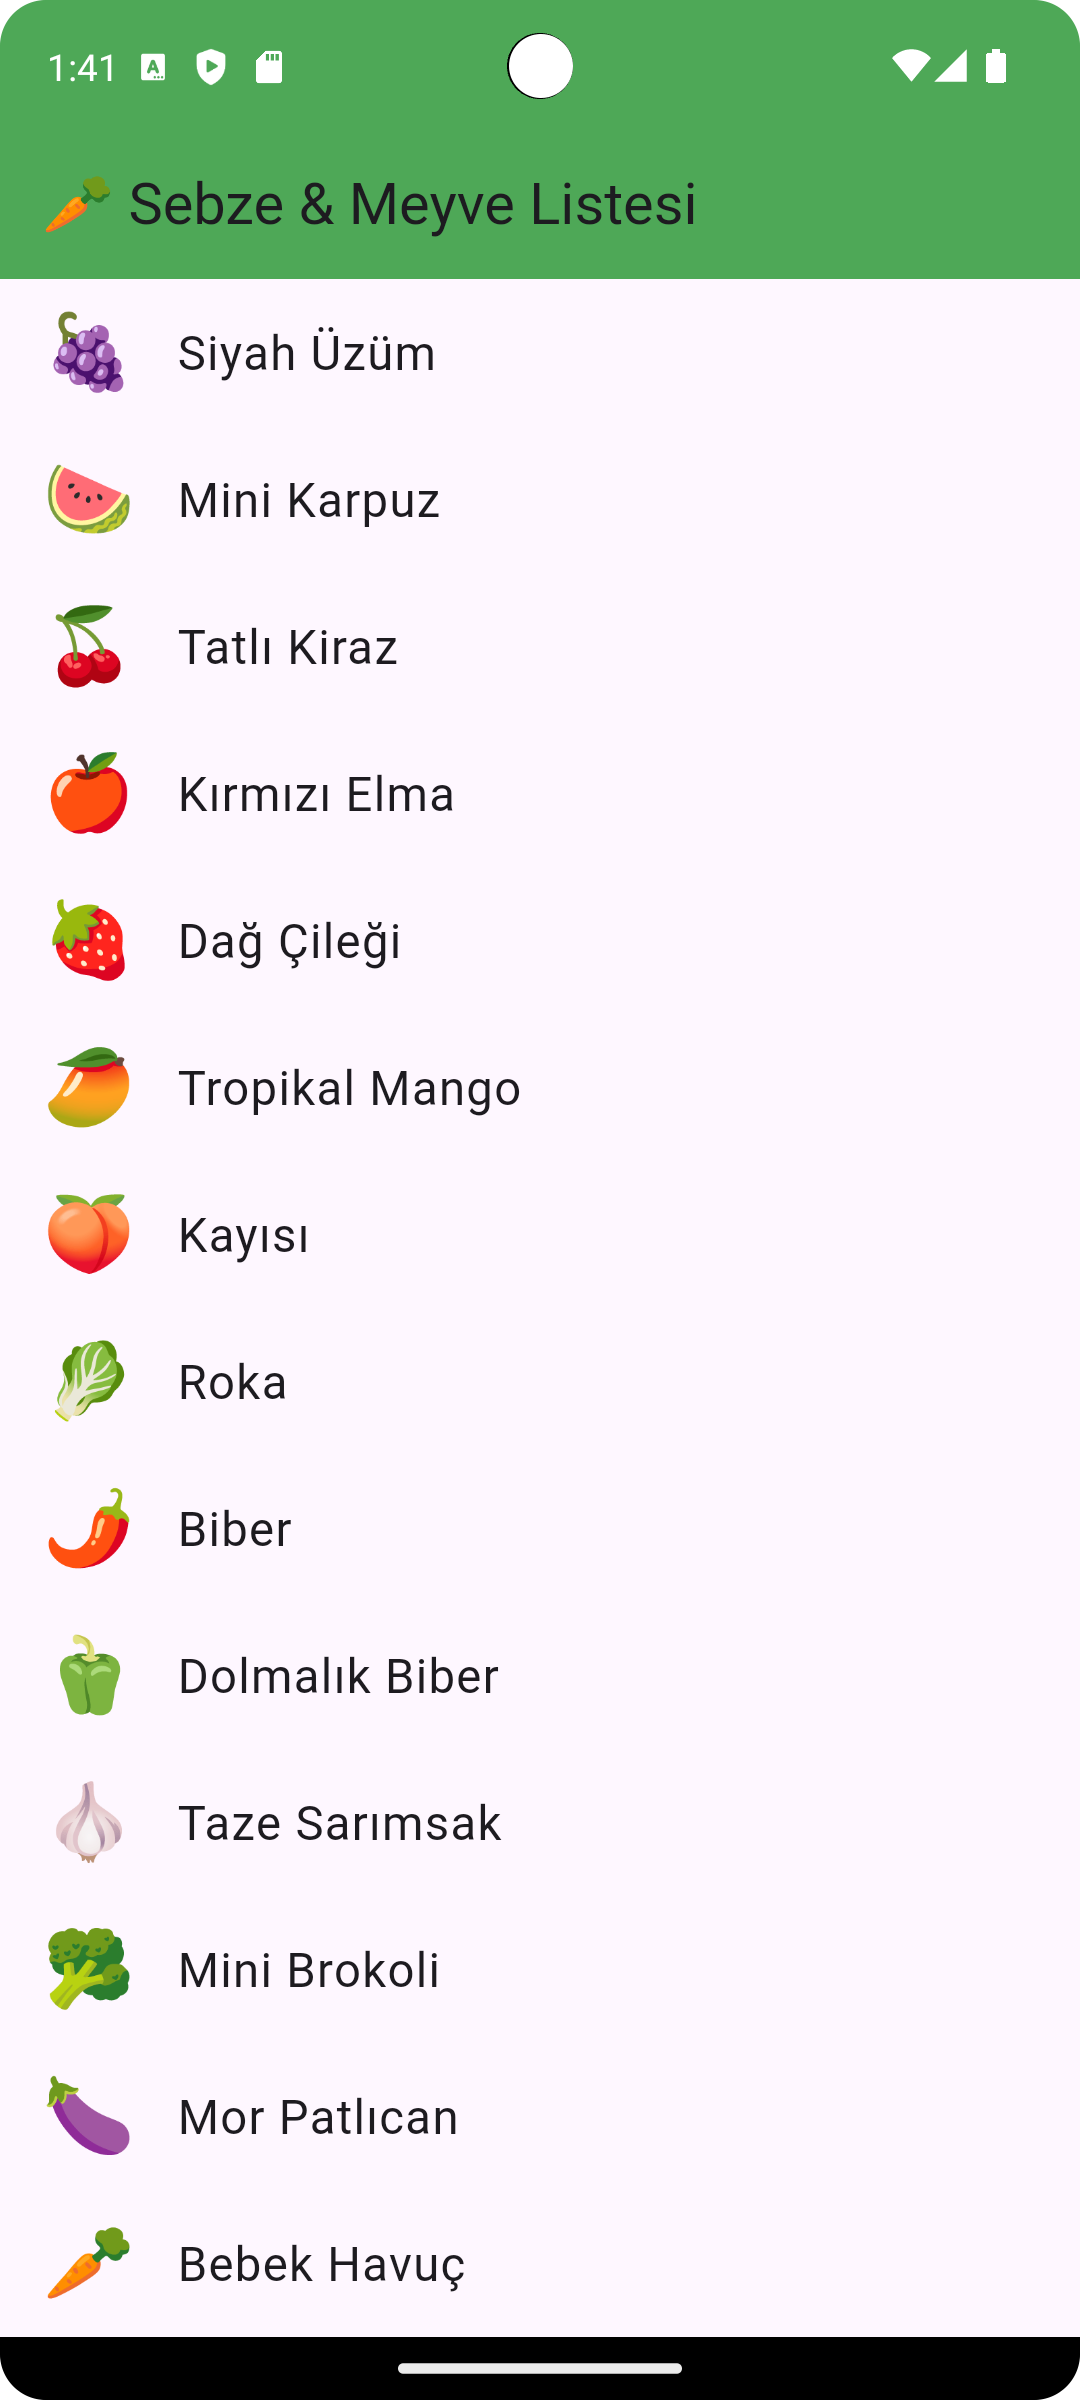 1:41
Sebze & Meyve Listesi
Siyah Üzüm
Mini Karpuz
Tatlı Kiraz
Kırmızı Elma
Dağ Çileği
Tropikal Mango
Kayısı
Roka
Biber
Dolmalık Biber
Taze Sarımsak
Mini Brokoli
Mor Patlıcan
Bebek Havuç